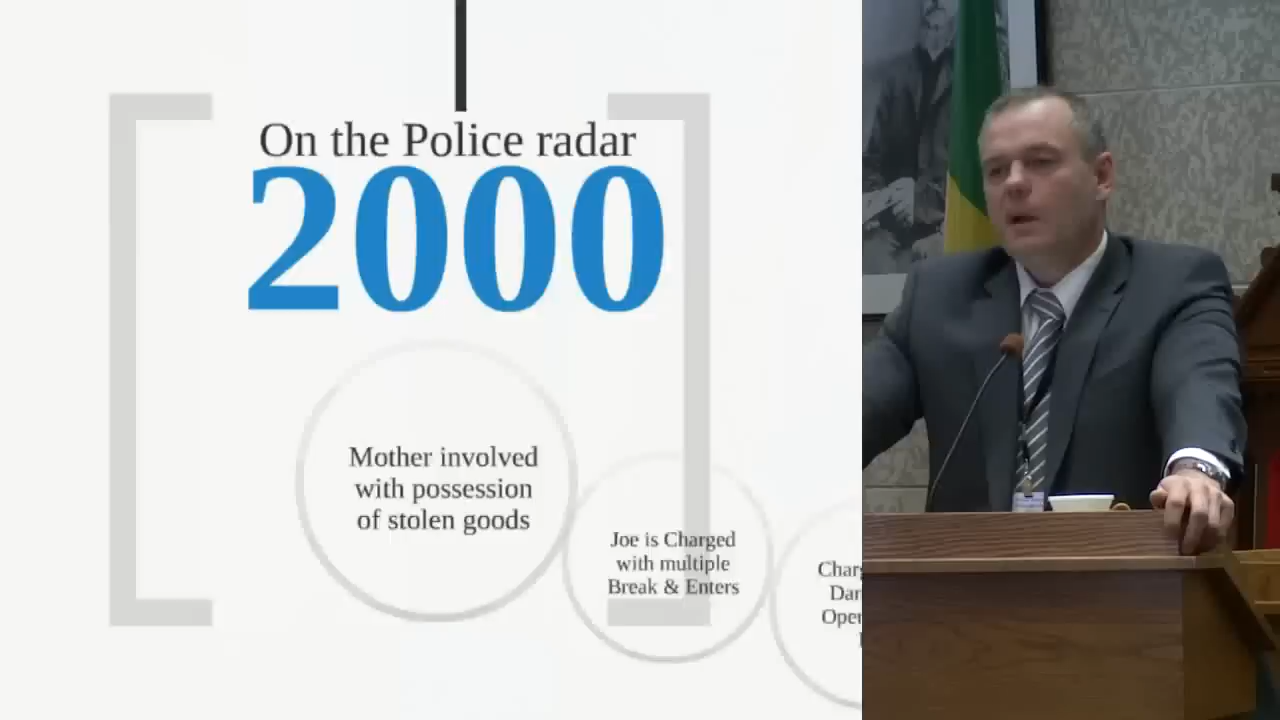 On the Police radar
2000
Mother involved
with possession
of stolen goods
Joe is Charged
with multiple
Break & Enters